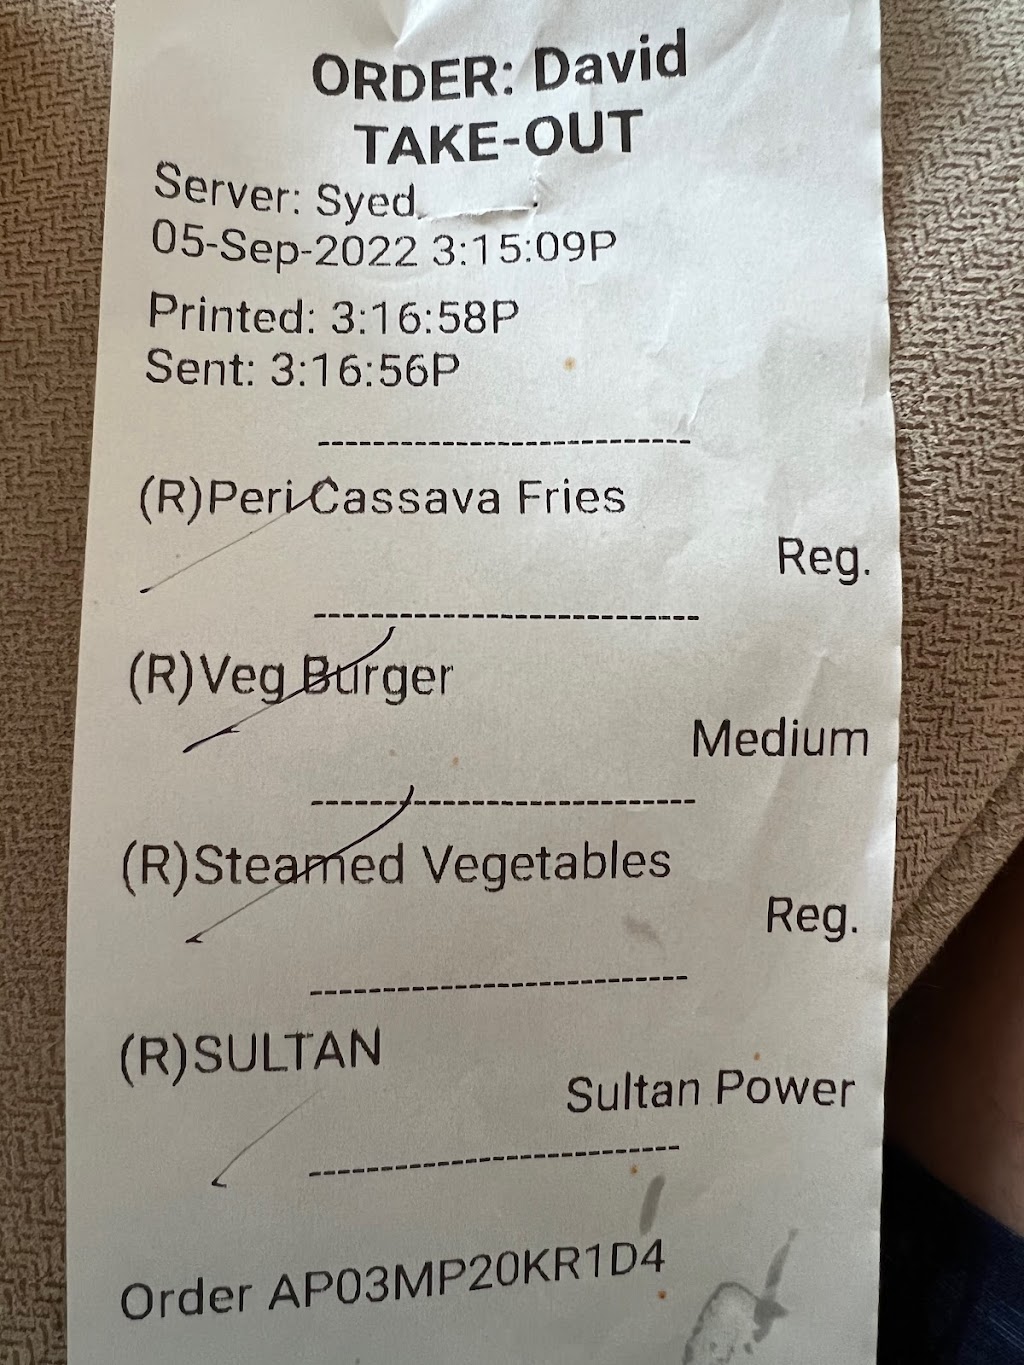 ORDER: David
TAKE-OUT
Server: Syed
05-Sep-2022 3:15:09P
Printed: 3:16:58P
Sent: 3:16:56P
-------------------------
(R)Peri Cassava Fries
Reg.
-------------------------
(R)Veg Burger
Medium
-------------------------
(R)Steamed Vegetables
Reg.
-------------------------
(R)SULTAN
Sultan Power
-------------------------
Order AP03MP20KR1D4